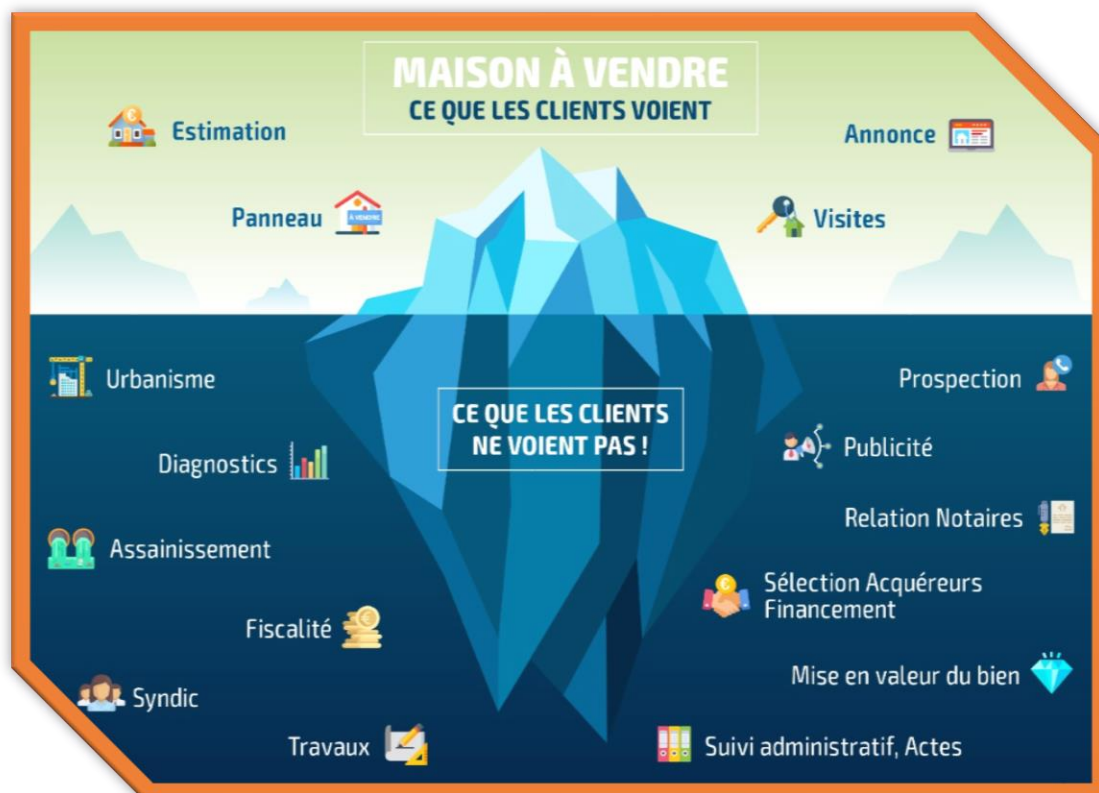 MAISON À VENDRE
CE QUE LES CLIENTS VOIENT
Estimation
Annonce
Panneau
À VENDRE
Visites
CE QUE LES CLIENTS
NE VOIENT PAS !
Urbanisme
Prospection
Diagnostics
Publicité
Relation Notaires
Assainissement
Sélection Acquéreurs
Financement
Fiscalité
Mise en valeur du bien
Syndic
Travaux
Suivi administratif, Actes